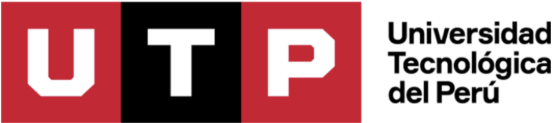 UTP
Universidad
Tecnológica
del Perú